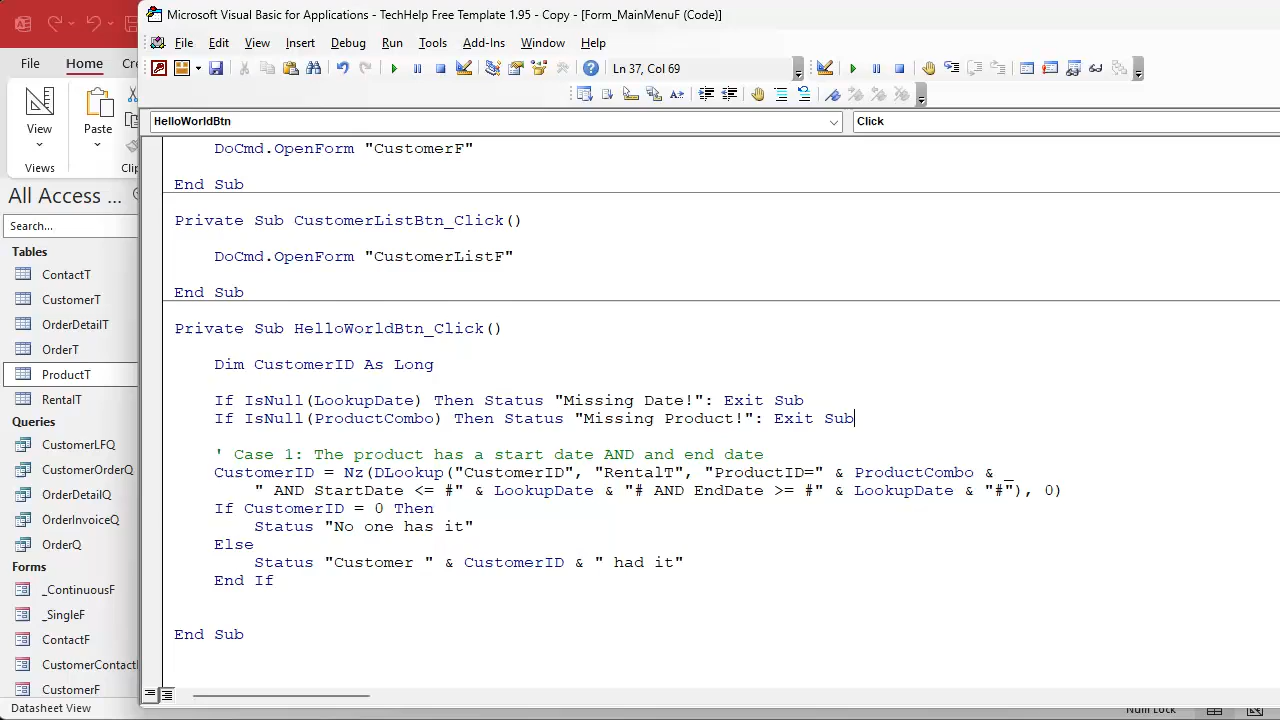 Microsoft Visual Basic for Applications - TechHelp Free Template 1.95 - Copy - [Form_MainMenuF (Code)]
File Edit View Insert Debug Run Tools Add-Ins Window Help
Ln 37, Col 69
HelloWorldBtn
Click
File Home
View
Paste
Views
All Access ...
Search...
Tables
ContactT
CustomerT
OrderDetailT
OrderT
ProductT
RentalT
Queries
CustomerLFQ
CustomerOrderQ
OrderDetailQ
OrderInvoiceQ
OrderQ
Forms
_ContinuousF
_SingleF
ContactF
CustomerF
Datasheet View
DoCmd.OpenForm "CustomerF"
End Sub
Private Sub CustomerListBtn_Click()
DoCmd.OpenForm "CustomerListF"
End Sub
Private Sub HelloWorldBtn_Click()
Dim CustomerID As Long
If IsNull(LookupDate) Then Status "Missing Date!": Exit Sub
If IsNull(ProductCombo) Then Status "Missing Product!": Exit Sub
' Case 1: The product has a start date AND and end date
CustomerID = Nz(DLookup("CustomerID", "RentalT", "ProductID=" & ProductCombo & _
" AND StartDate <= #" & LookupDate & "# AND EndDate >= #" & LookupDate & "#"), 0)
If CustomerID = 0 Then
Status "No one has it"
Else
Status "Customer " & CustomerID & " had it"
End If
End Sub
Num Lock